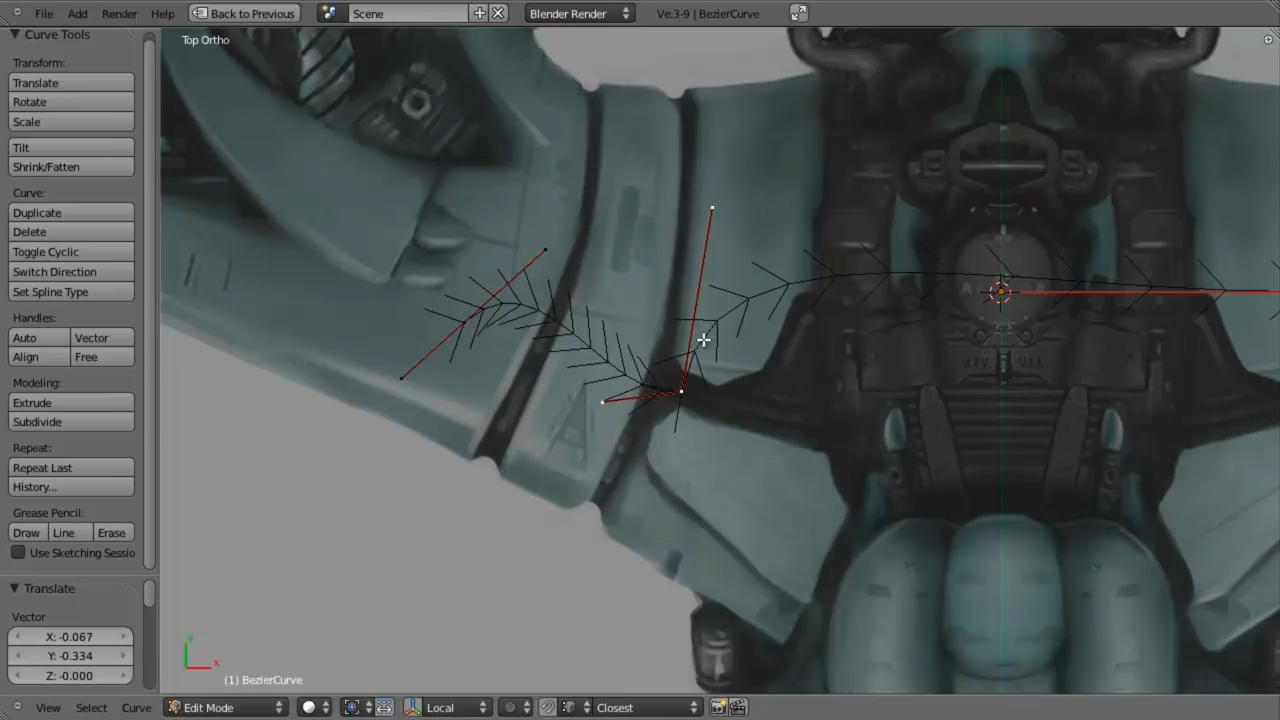 File Add Render Help Back to Previous Scene Blender Render Ve:3-9 | BezierCurve
Curve Tools
Top Ortho
Transform:
Translate
Rotate
Scale
Tilt
Shrink/Fatten
Curve:
Duplicate
Delete
Toggle Cyclic
Switch Direction
Set Spline Type
Handles:
Auto Vector
Align Free
Modeling:
Extrude
Subdivide
Repeat:
Repeat Last
History...
Grease Pencil:
Draw Line Erase
Use Sketching Sessio
Translate
Vector
X: -0.067
Y: -0.334
Z: -0.000
y
x
(1) BezierCurve
View Select Curve Edit Mode Local Closest